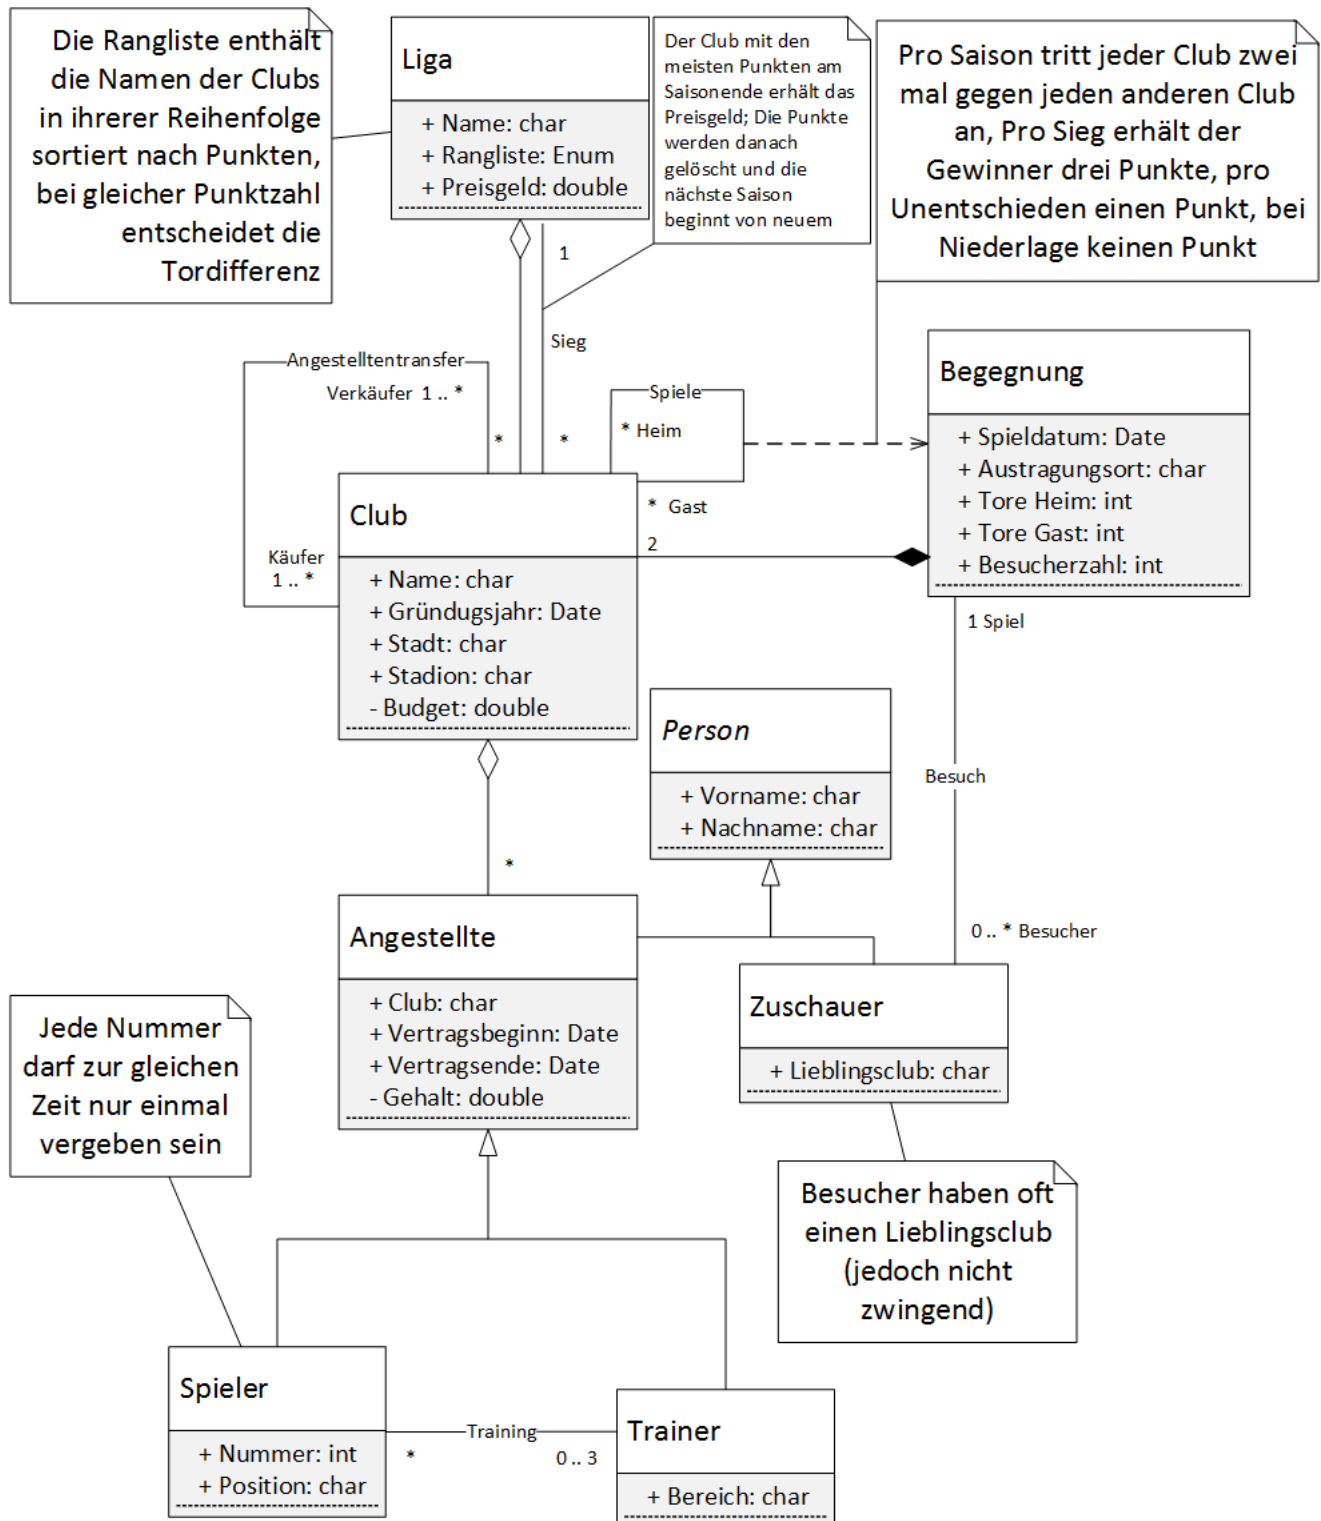 Die Rangliste enthält
die Namen der Clubs
in ihrerer Reihenfolge
sortiert nach Punkten,
bei gleicher Punktzahl
entscheidet die
Tordifferenz
Liga
+ Name: char
+ Rangliste: Enum
+ Preisgeld: double
Der Club mit den
meisten Punkten am
Saisonende erhält das
Preisgeld; Die Punkte
werden danach
gelöscht und die
nächste Saison
beginnt von neuem
Pro Saison tritt jeder Club zwei
mal gegen jeden anderen Club
an, Pro Sieg erhält der
Gewinner drei Punkte, pro
Unentschieden einen Punkt, bei
Niederlage keinen Punkt
1
Sieg
*
*
Angestelltentransfer
Verkäufer 1 .. *
Käufer
1 .. *
Spiele
* Heim
* Gast
2
Begegnung
+ Spieldatum: Date
+ Austragungsort: char
+ Tore Heim: int
+ Tore Gast: int
+ Besucherzahl: int
Club
+ Name: char
+ Gründugsjahr: Date
+ Stadt: char
+ Stadion: char
- Budget: double
1 Spiel
Besuch
0 .. * Besucher
Person
+ Vorname: char
+ Nachname: char
*
Angestellte
+ Club: char
+ Vertragsbeginn: Date
+ Vertragsende: Date
- Gehalt: double
Zuschauer
+ Lieblingsclub: char
Jede Nummer
darf zur gleichen
Zeit nur einmal
vergeben sein
Besucher haben oft
einen Lieblingsclub
(jedoch nicht
zwingend)
Spieler
+ Nummer: int
+ Position: char
Training
*
0 .. 3
Trainer
+ Bereich: char